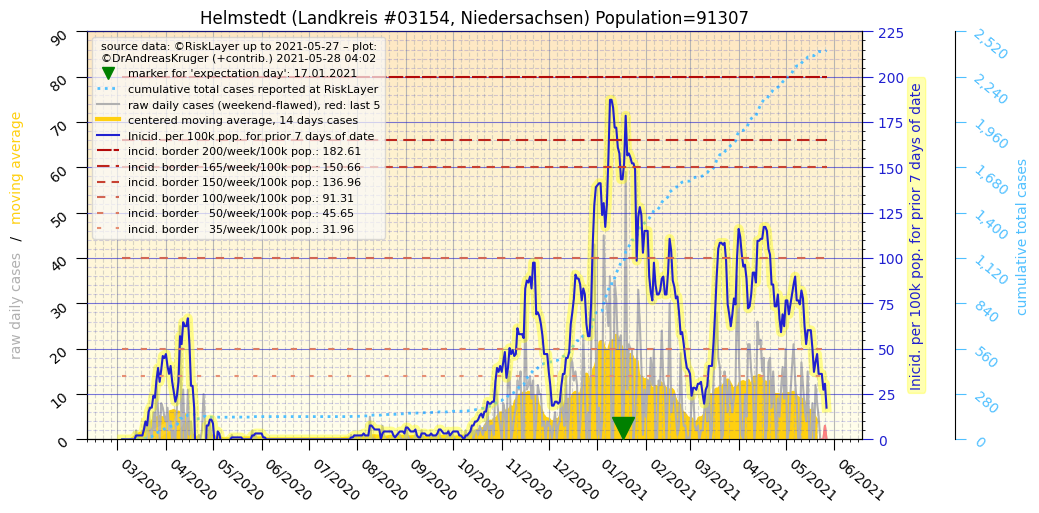 Helmstedt (Landkreis #03154, Niedersachsen) Population=91307
source data: ©RiskLayer up to 2021-05-27 – plot:
©DrAndreasKruger (+contrib.) 2021-05-28 04:02
marker for 'expectation day': 17.01.2021
cumulative total cases reported at RiskLayer
raw daily cases (weekend-flawed), red: last 5
centered moving average, 14 days cases
Inicid. per 100k pop. for prior 7 days of date
incid. border 200/week/100k pop.: 182.61
incid. border 165/week/100k pop.: 150.66
incid. border 150/week/100k pop.: 136.96
incid. border 100/week/100k pop.: 91.31
incid. border 50/week/100k pop.: 45.65
incid. border 35/week/100k pop.: 31.96
raw daily cases / moving average
90
80
70
60
50
40
30
20
10
0
03/2020
04/2020
05/2020
06/2020
07/2020
08/2020
09/2020
10/2020
11/2020
12/2020
01/2021
02/2021
03/2021
04/2021
05/2021
06/2021
225
200
175
150
125
100
75
50
25
0
Inicid. per 100k pop. for prior 7 days of date
2,520
2,240
1,960
1,680
1,400
1,120
840
560
280
0
cumulative total cases